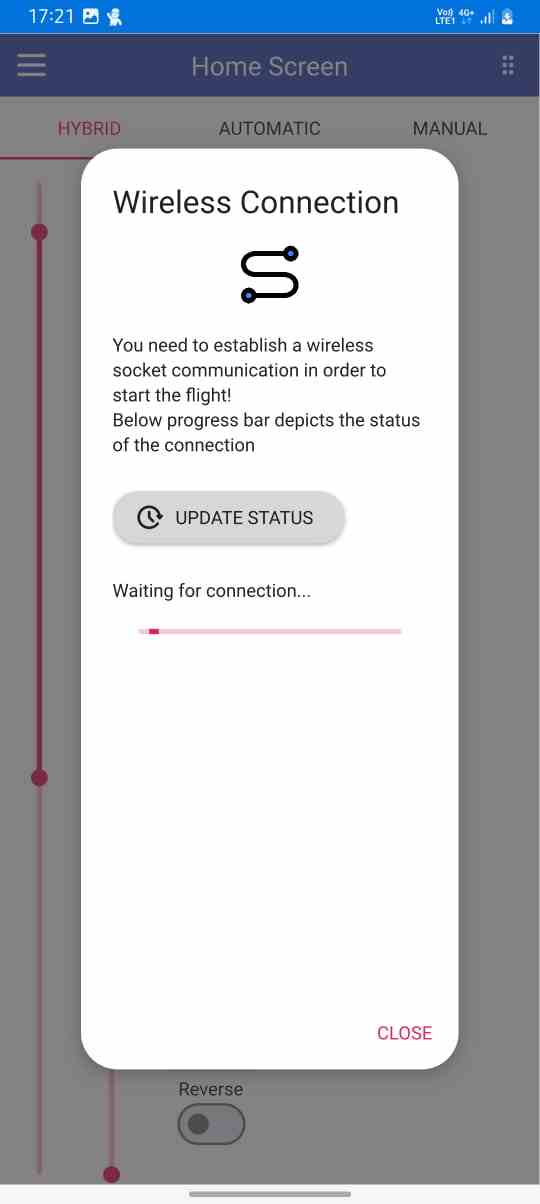 17:21
VoI) 4G+
LTE1
Home Screen
HYBRID AUTOMATIC MANUAL
Wireless Connection
You need to establish a wireless
socket communication in order to
start the flight!
Below progress bar depicts the status
of the connection
UPDATE STATUS
Waiting for connection...
CLOSE
Reverse